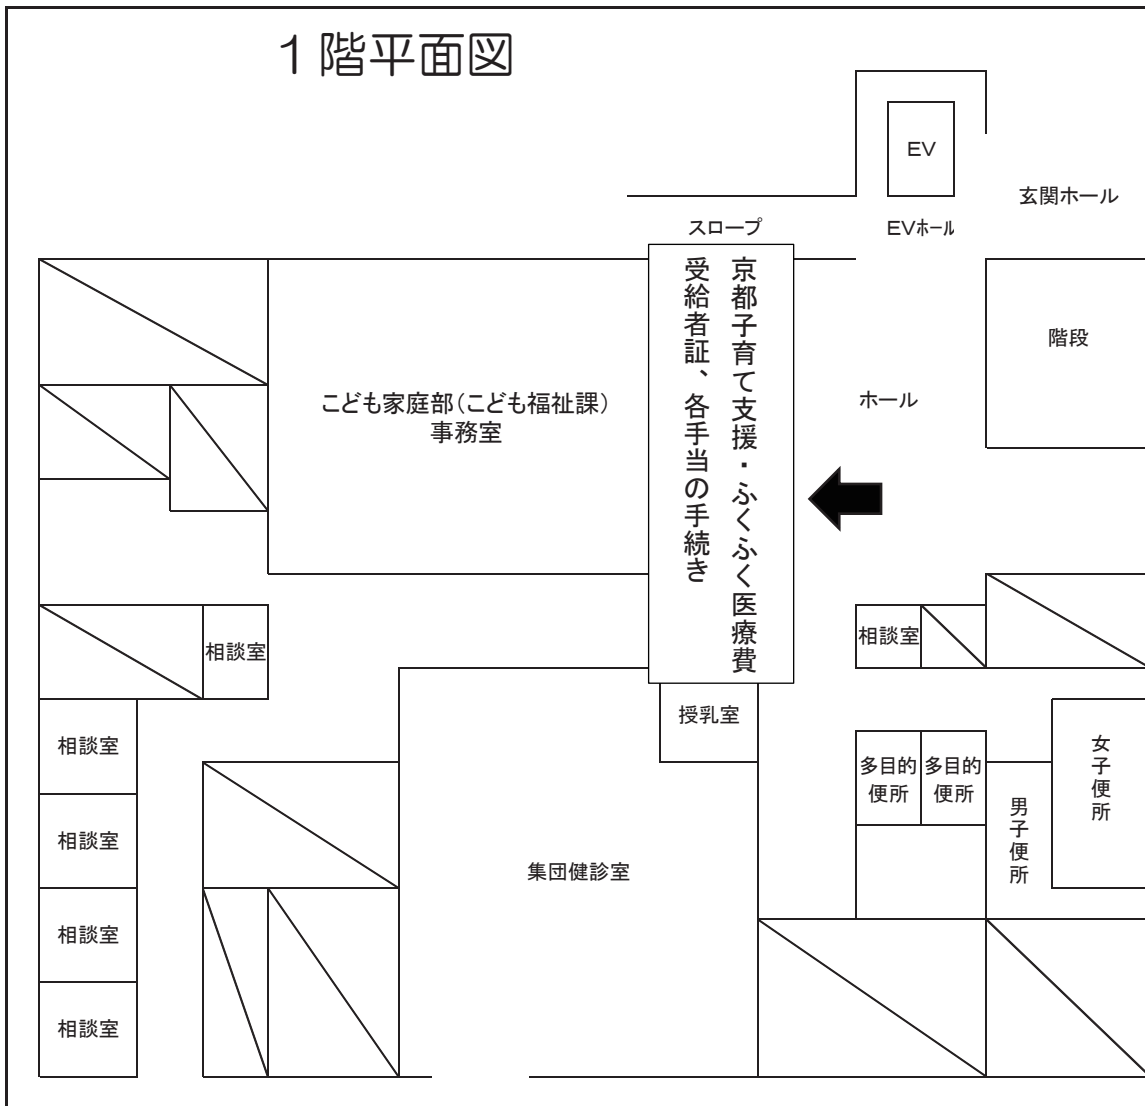 1階平面図
EV
玄関ホール
スロープ
EVホール
京都子育て支援・ふくふく医療費
受給者証、各手当の手続き
階段
こども家庭部(こども福祉課)
事務室
ホール
相談室
相談室
授乳室
相談室
多目的
便所
多目的
便所
女子便所
男子便所
相談室
集団健診室
相談室
相談室